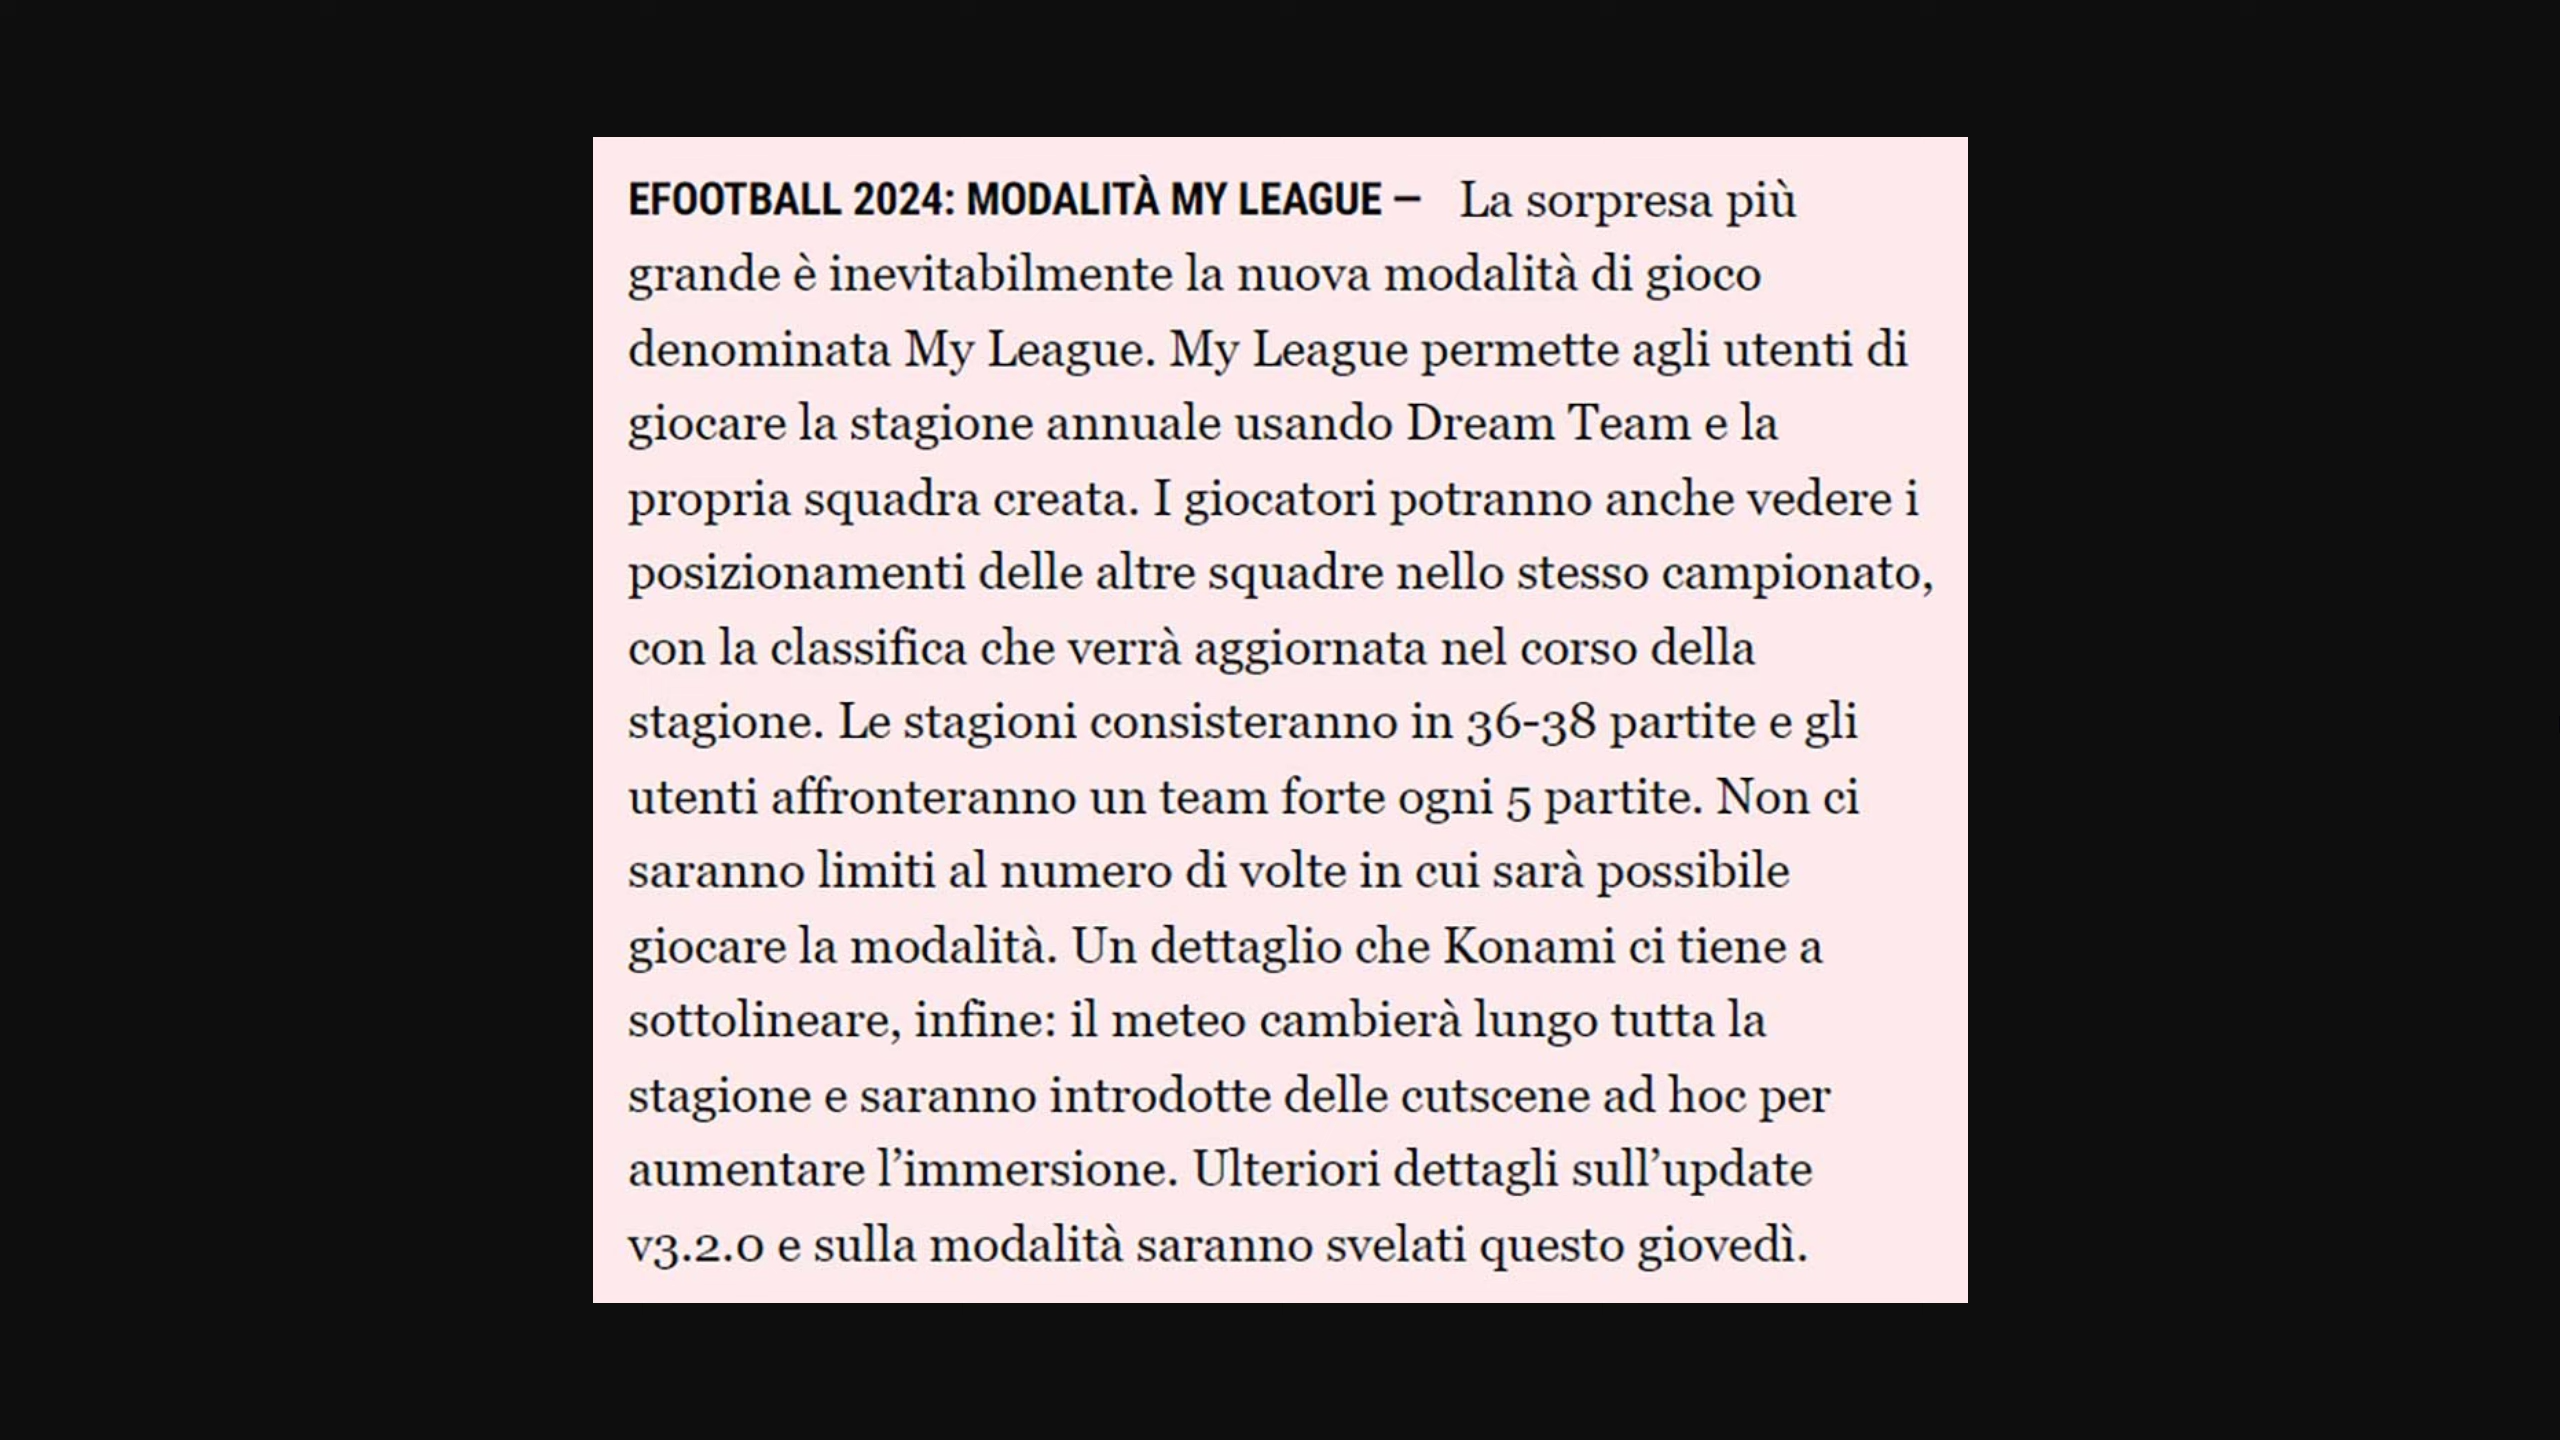 EFOOTBALL 2024: MODALITÀ MY LEAGUE – La sorpresa più
grande è inevitabilmente la nuova modalità di gioco
denominata My League. My League permette agli utenti di
giocare la stagione annuale usando Dream Team e la
propria squadra creata. I giocatori potranno anche vedere i
posizionamenti delle altre squadre nello stesso campionato,
con la classifica che verrà aggiornata nel corso della
stagione. Le stagioni consisteranno in 36-38 partite e gli
utenti affronteranno un team forte ogni 5 partite. Non ci
saranno limiti al numero di volte in cui sarà possibile
giocare la modalità. Un dettaglio che Konami ci tiene a
sottolineare, infine: il meteo cambierà lungo tutta la
stagione e saranno introdotte delle cutscene ad hoc per
aumentare l’immersione. Ulteriori dettagli sull’update
v3.2.0 e sulla modalità saranno svelati questo giovedì.